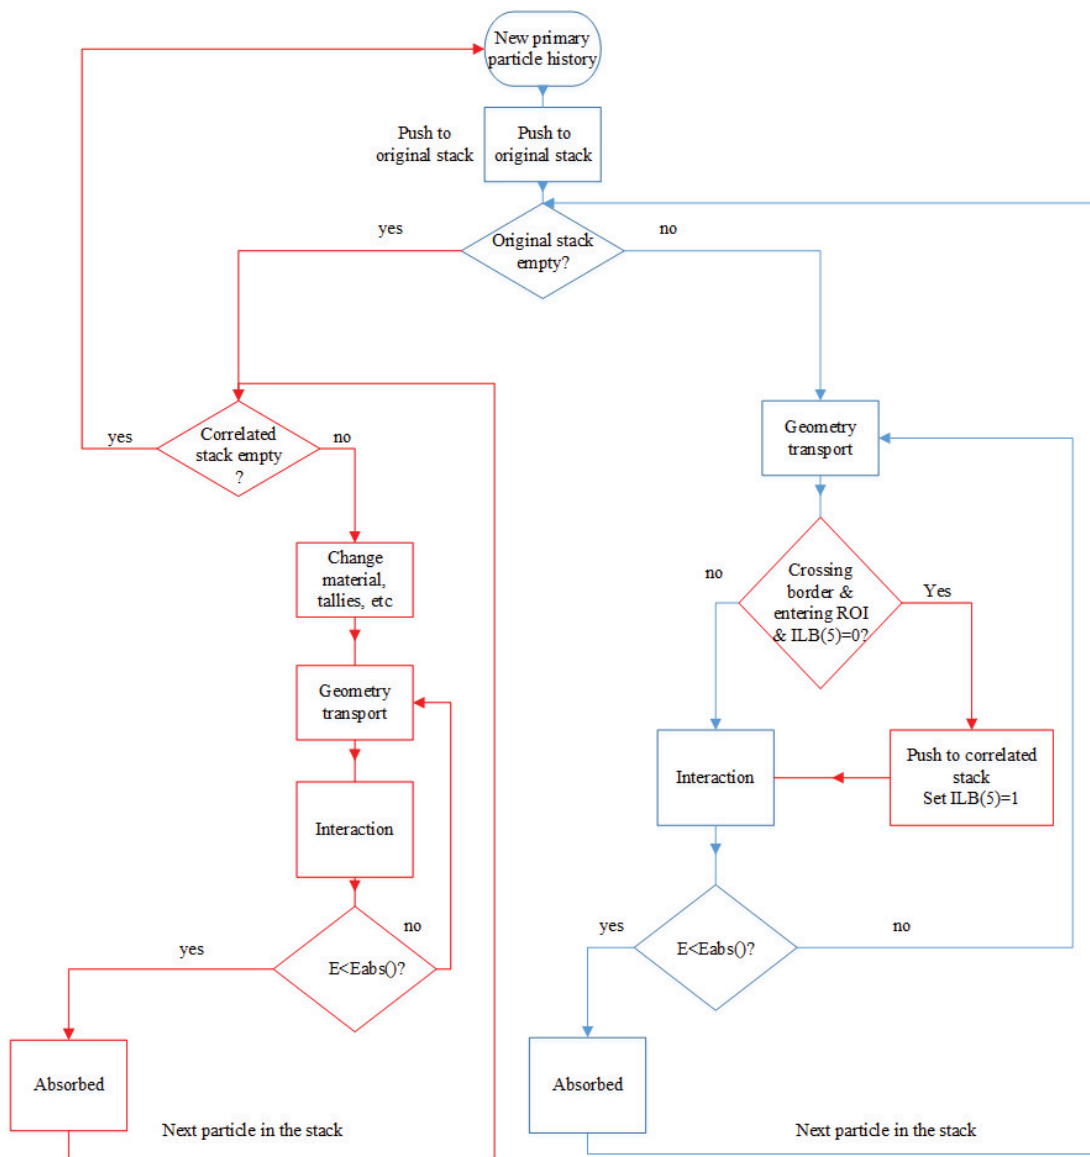 New primary
particle history
Push to
original stack
Push to
original stack
yes
no
Original stack
empty?
yes
Correlated
stack empty
?
no
Geometry
transport
Change
material,
tallies, etc
no
Crossing
border &
entering ROI
& ILB(5)=0?
Yes
Geometry
transport
Interaction
Push to correlated
stack
Set ILB(5)=1
Interaction
yes
no
E<Eabs()?
yes
no
E<Eabs()?
Absorbed
Absorbed
Next particle in the stack
Next particle in the stack